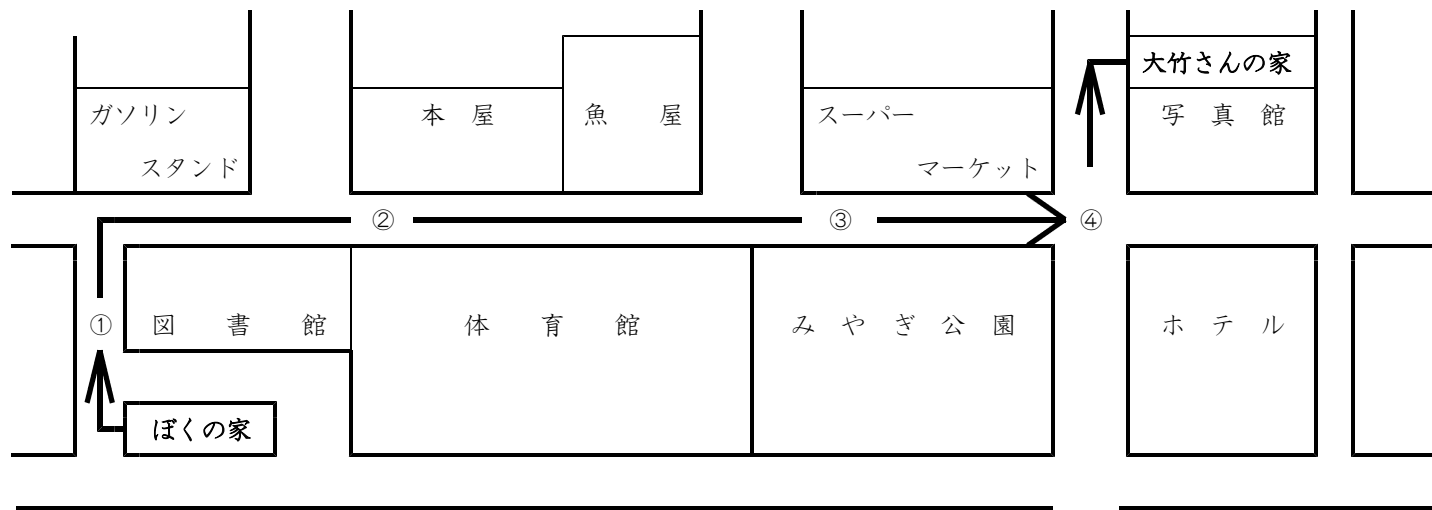 大竹さんの家
ガソリン
スタンド
本屋
魚屋
スーパー
マーケット
写真館
②
③
④
①
図書館
体育館
みやぎ公園
ホテル
ぼくの家